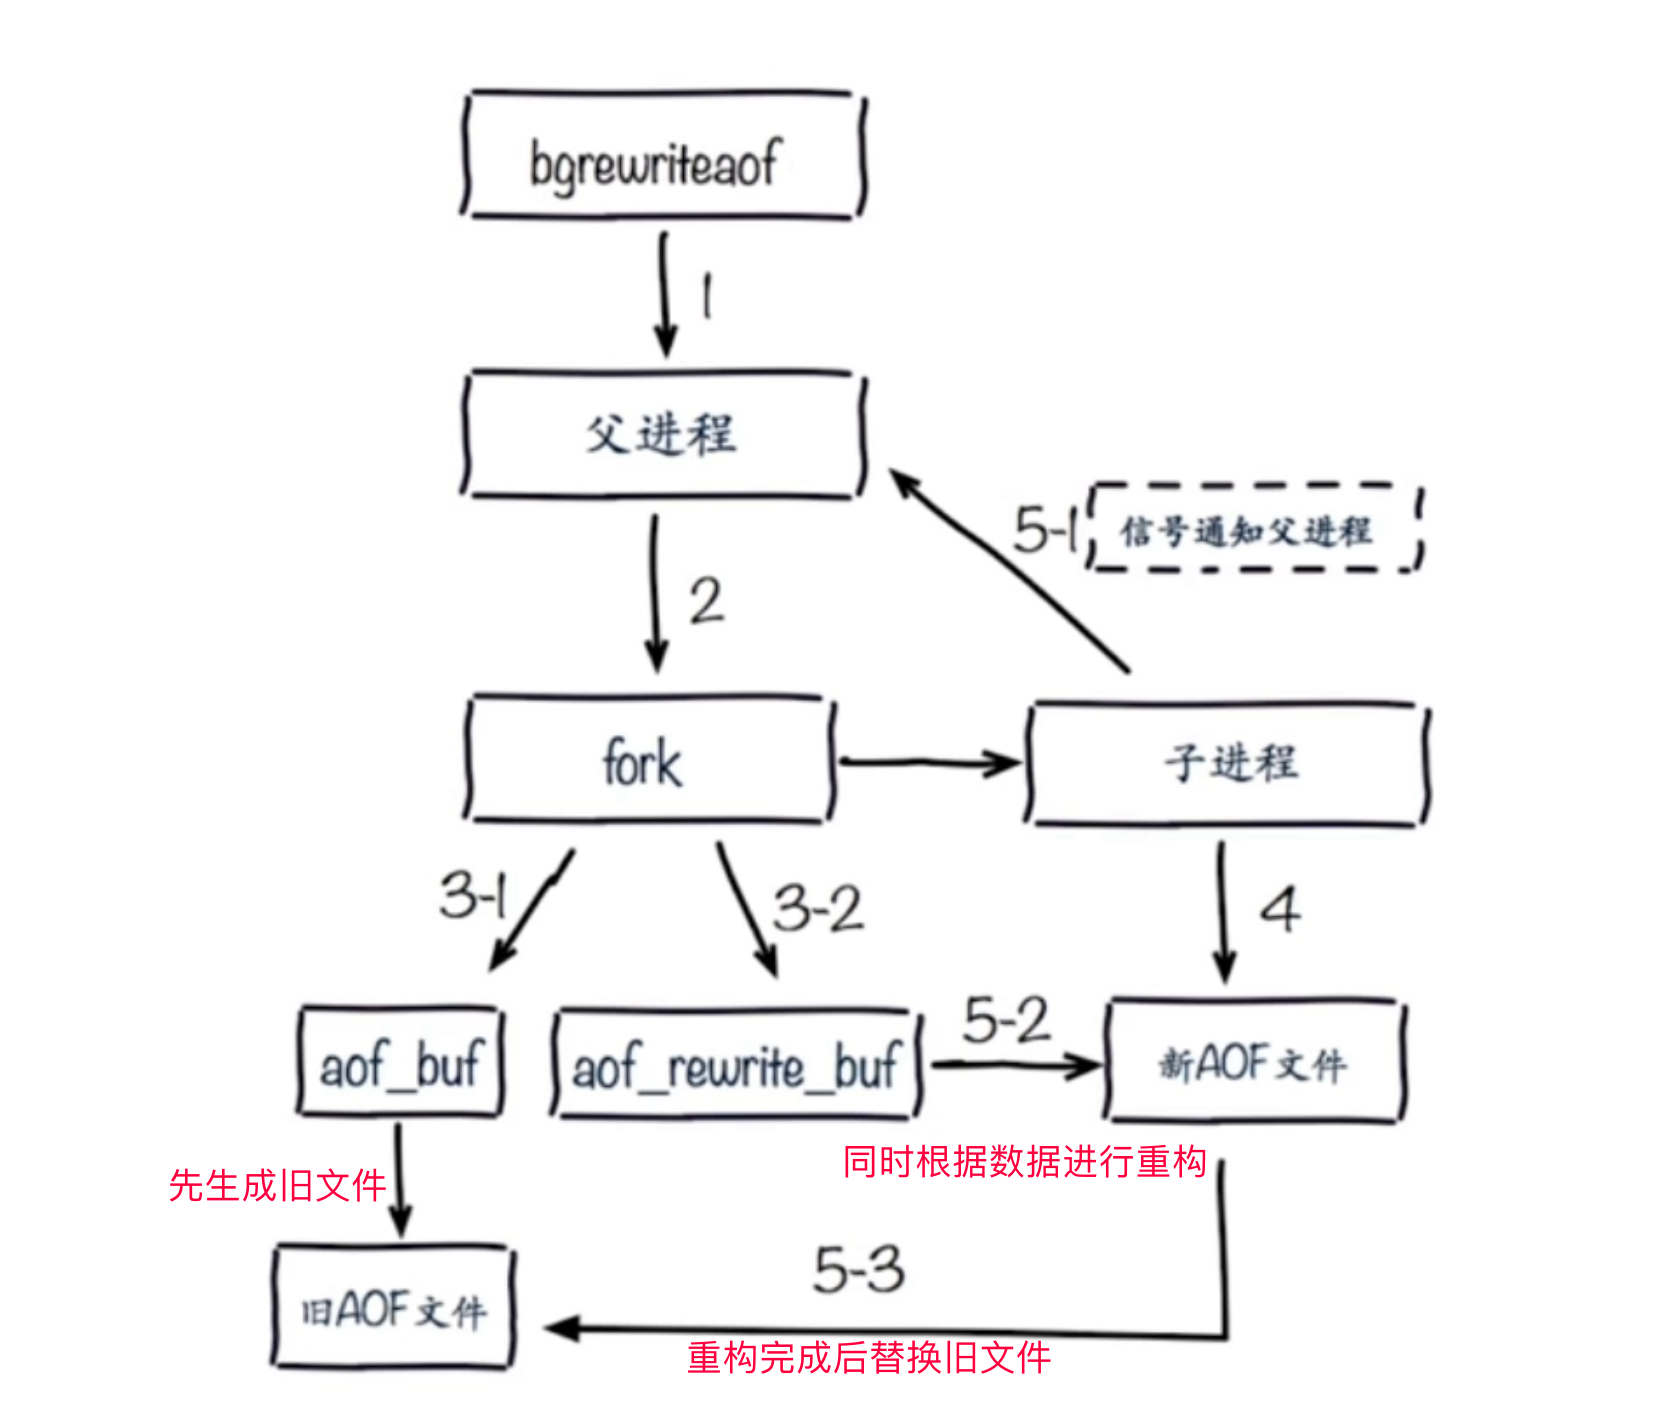 bgrewriteaof
1
父进程
5-1
信号通知父进程
2
fork
子进程
3-1
3-2
4
aof_buf
aof_rewrite_buf
5-2
新AOF文件
先生成旧文件
同时根据数据进行重构
旧AOF文件
5-3
重构完成后替换旧文件